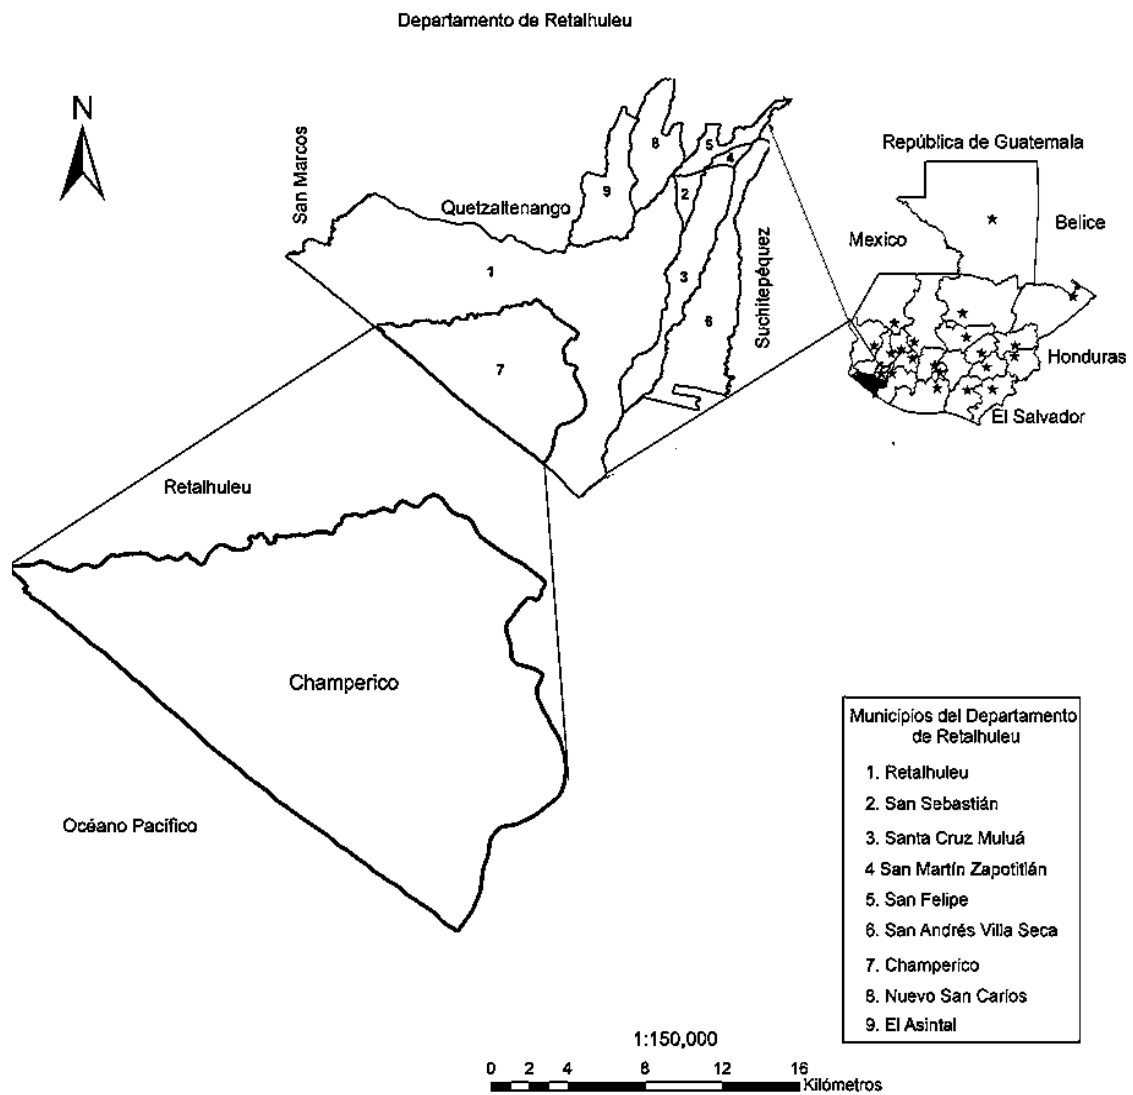 Departamento de Retalhuleu
N
San Marcos
Quetzaltenango
Suchitepéquez
1
2
3
4
5
6
7
8
9
República de Guatemala
Mexico
Belice
Honduras
El Salvador
Retalhuleu
Champerico
Océano Pacífico
Municipios del Departamento
de Retalhuleu
1. Retalhuleu
2. San Sebastián
3. Santa Cruz Muluá
4 San Martín Zapotitlán
5. San Felipe
6. San Andrés Villa Seca
7. Champerico
8. Nuevo San Carlos
9. El Asintal
1:150,000
0 2 4 8 12 16
Kilómetros